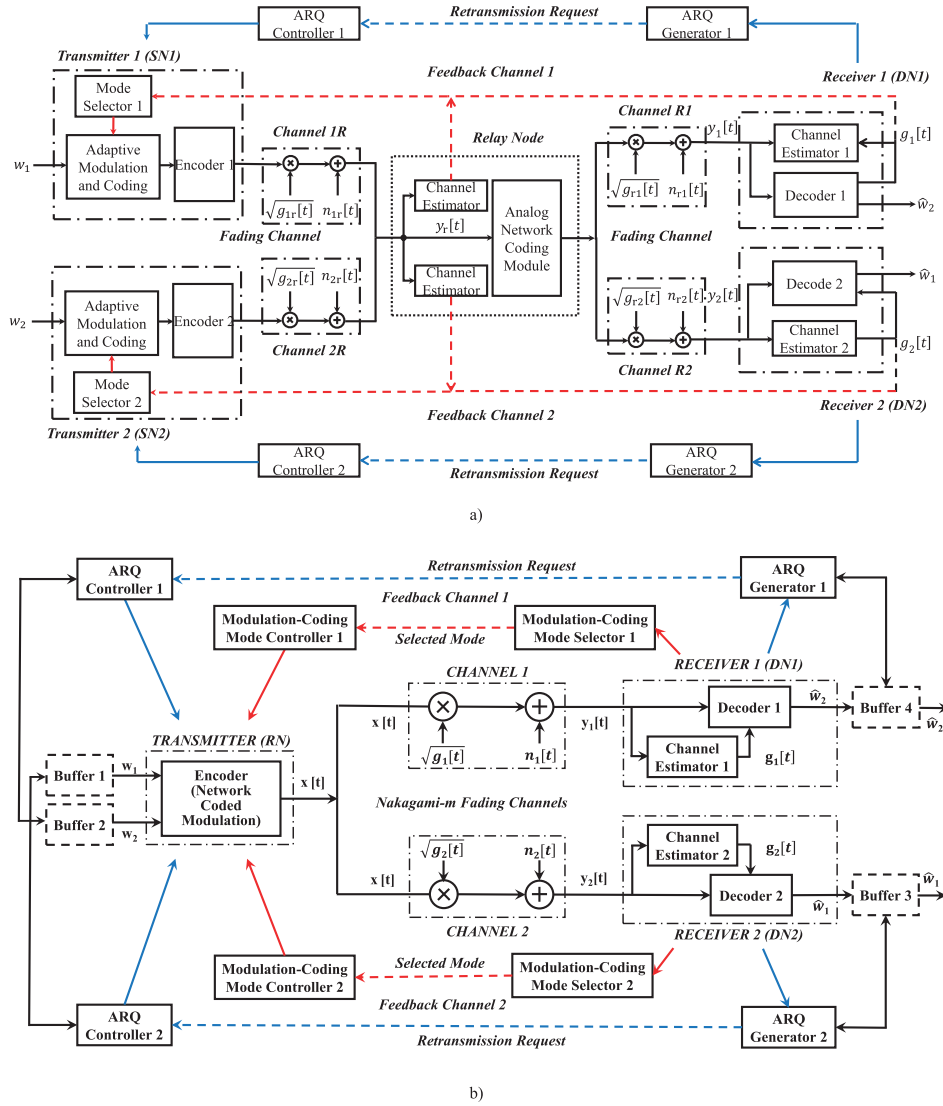 ARQ
Controller 1
Retransmission Request
ARQ
Generator 1
Transmitter 1 (SN1)
Feedback Channel 1
Receiver 1 (DN1)
Mode
Selector 1
w₁
Adaptive
Modulation
and Coding
Encoder 1
Channel 1R
√g₁ᵣ[t]
n₁ᵣ[t]
Fading Channel
Relay Node
Channel
Estimator
yᵣ[t]
Channel
Estimator
Analog
Network
Coding
Module
Channel R1
y₁[t]
√gᵣ₁[t]
nᵣ₁[t]
Fading Channel
Channel
Estimator 1
g₁[t]
Decoder 1
ŵ₂
w₂
Adaptive
Modulation
and Coding
Encoder 2
√g₂ᵣ[t]
n₂ᵣ[t]
Channel 2R
√gᵣ₂[t]
nᵣ₂[t]
y₂[t]
Channel R2
Decode 2
ŵ₁
Channel
Estimator 2
g₂[t]
Mode
Selector 2
Transmitter 2 (SN2)
Feedback Channel 2
Receiver 2 (DN2)
ARQ
Controller 2
Retransmission Request
ARQ
Generator 2
a)
ARQ
Controller 1
Retransmission Request
ARQ
Generator 1
Feedback Channel 1
Modulation-Coding
Mode Controller 1
Selected Mode
Modulation-Coding
Mode Selector 1
RECEIVER 1 (DN1)
CHANNEL 1
TRANSMITTER (RN)
Buffer 1
w₁
Buffer 2
w₂
Encoder
(Network
Coded
Modulation)
x [t]
x [t]
√g₁[t]
n₁[t]
y₁[t]
Decoder 1
ŵ₂
Channel
Estimator 1
g₁[t]
Buffer 4
ŵ₂
Nakagami-m Fading Channels
√g₂[t]
n₂[t]
x [t]
y₂[t]
CHANNEL 2
Channel
Estimator 2
g₂[t]
Decoder 2
ŵ₁
Buffer 3
ŵ₁
RECEIVER 2 (DN2)
Modulation-Coding
Mode Controller 2
Selected Mode
Modulation-Coding
Mode Selector 2
Feedback Channel 2
ARQ
Controller 2
Retransmission Request
ARQ
Generator 2
b)